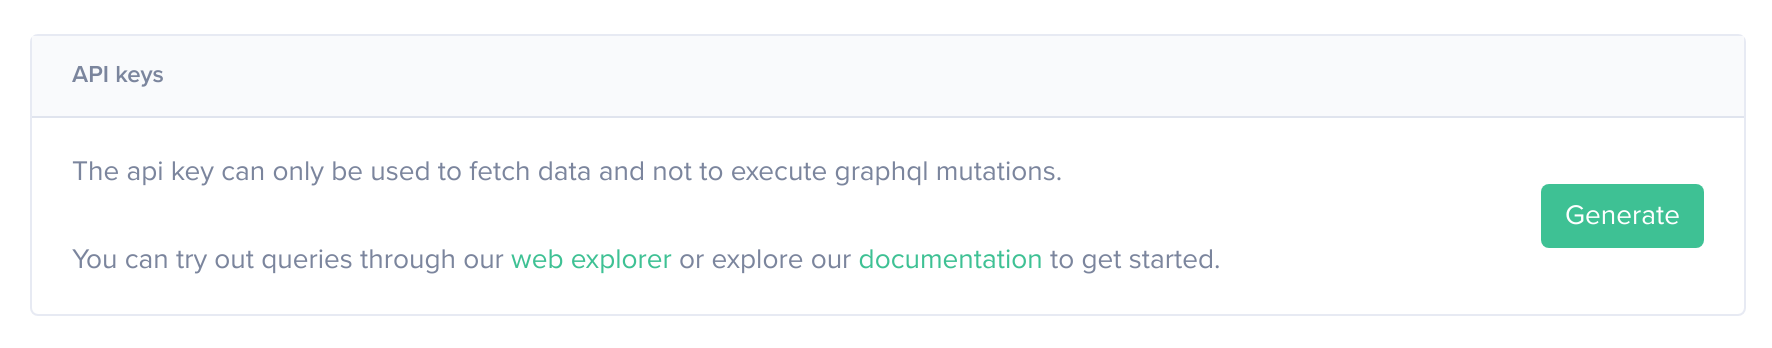 API keys
The api key can only be used to fetch data and not to execute graphql mutations.
Generate
You can try out queries through our web explorer or explore our documentation to get started.